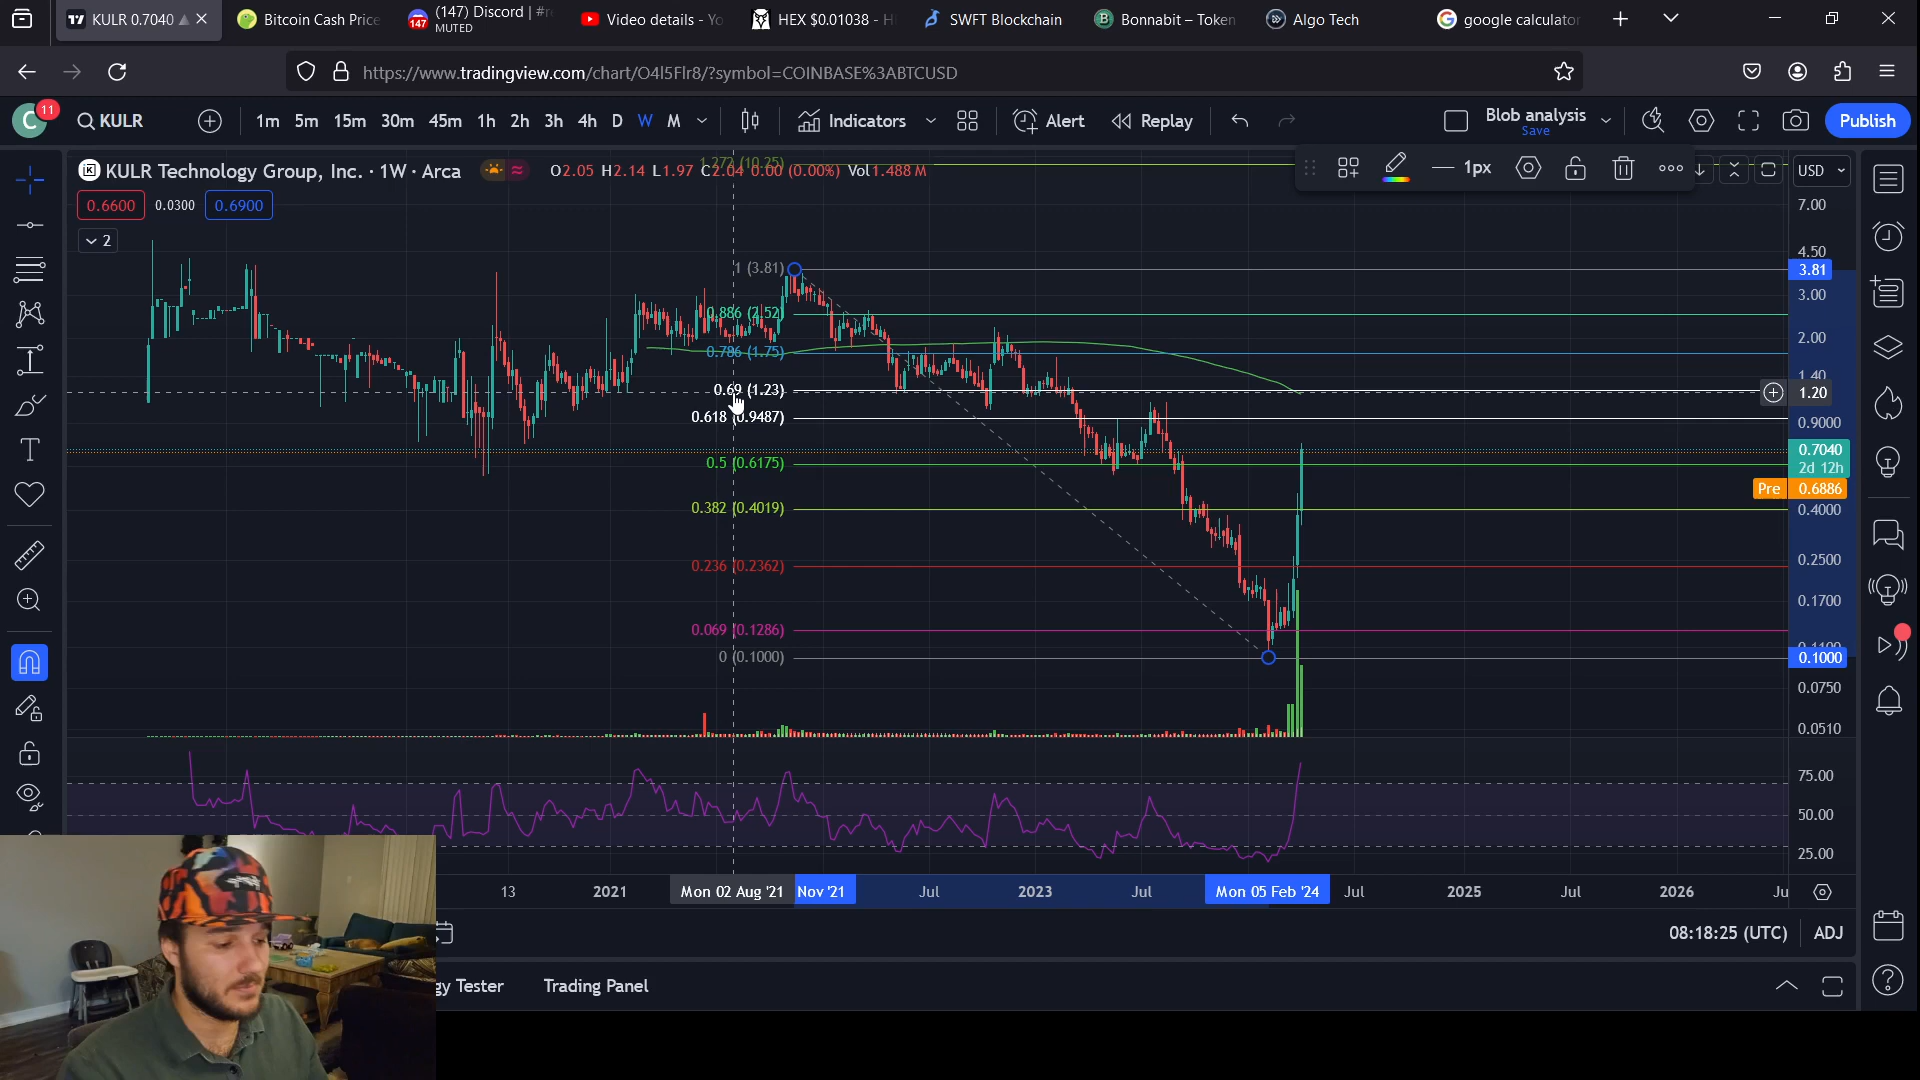 KULR 0.7040
Bitcoin Cash Price
(147) Discord | #r
MUTED
147
Video details - Yo
HEX $0.01038 - H
SWFT Blockchain
Bonnabit – Token
Algo Tech
google calculator
https://www.tradingview.com/chart/O4l5Flr8/?symbol=COINBASE%3ABTCUSD
C
11
KULR
1m 5m 15m 30m 45m 1h 2h 3h 4h D W M
Indicators
Alert
Replay
Blob analysis
Save
Publish
KULR Technology Group, Inc. · 1W · Arca
O2.05 H2.14 L1.97 C2.04 0.00 (0.00%) Vol1.488 M
1.272 (10.25)
1px
USD
0.6600
0.0300
0.6900
2
7.00
4.50
1 (3.81)
3.81
3.00
0.886 (2.52)
2.00
0.786 (1.75)
1.40
0.69 (1.23)
1.20
0.618 (0.9487)
0.9000
0.7040
0.5 (0.6175)
2d 12h
Pre 0.6886
0.382 (0.4019)
0.4000
0.2500
0.236 (0.2362)
0.1700
0.069 (0.1286)
0.1100
0 (0.1000)
0.1000
0.0750
0.0510
75.00
50.00
25.00
13
2021
Mon 02 Aug '21
Nov '21
Jul
2023
Jul
Mon 05 Feb '24
Jul
2025
Jul
2026
Ju
08:18:25 (UTC)
ADJ
gy Tester
Trading Panel